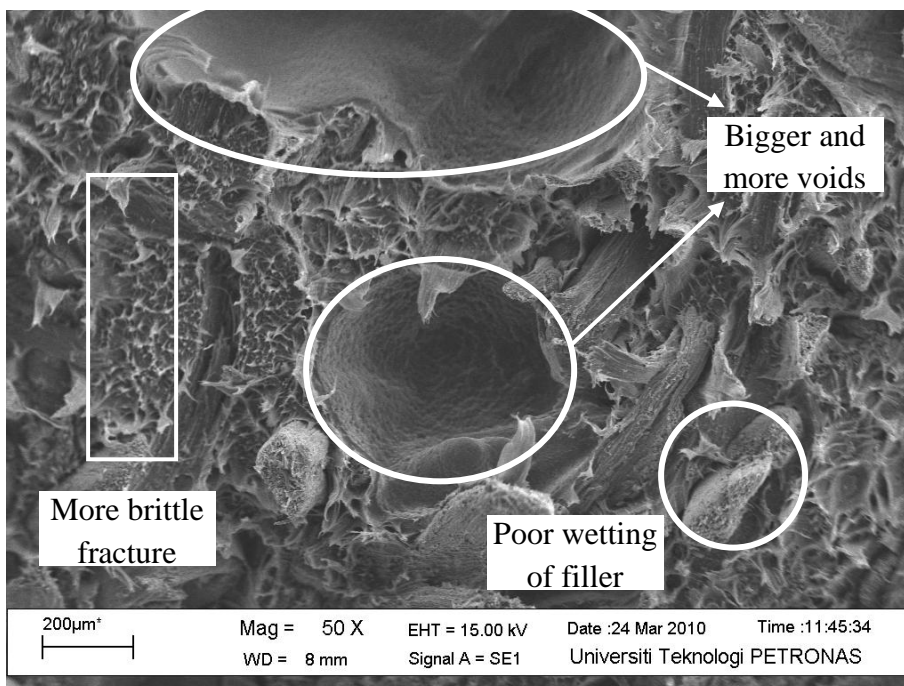 Bigger and
more voids
More brittle
fracture
Poor wetting
of filler
200µm*
Mag = 50 X
EHT = 15.00 kV
Date :24 Mar 2010
Time :11:45:34
WD = 8 mm
Signal A = SE1
Universiti Teknologi PETRONAS